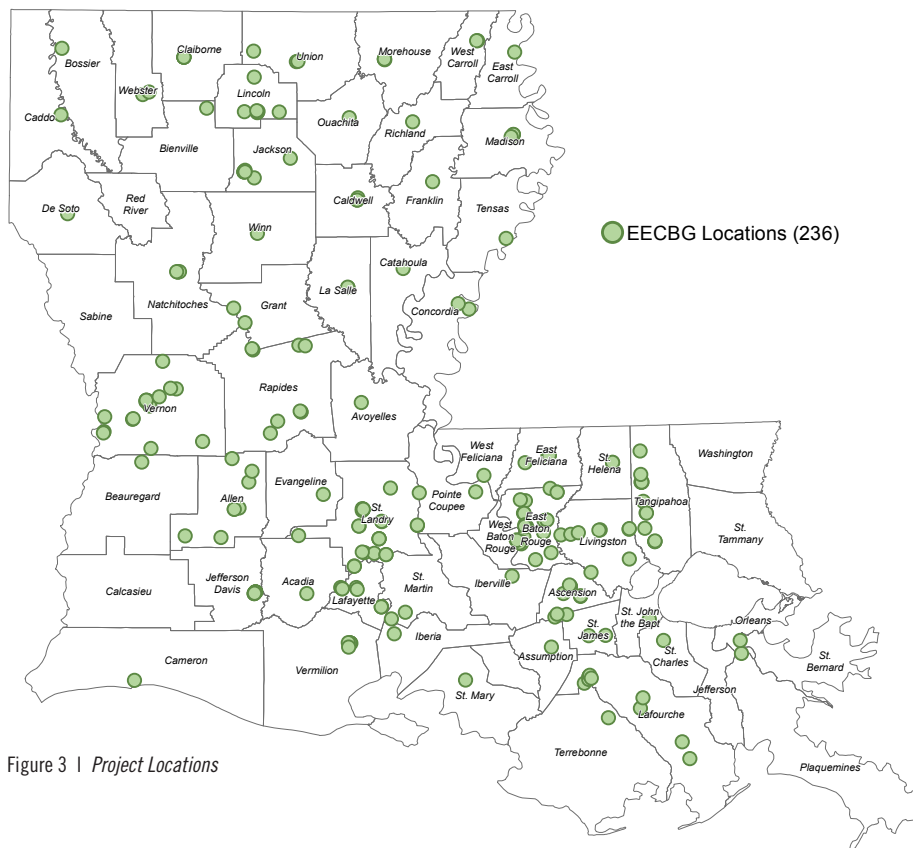 Claiborne
Union
Morehouse
West
Carroll
East
Carroll
Bossier
Webster
Lincoln
Caddo
Ouachita
Richland
Madison
Bienville
Jackson
De Soto
Red
River
Caldwell
Franklin
Tensas
Winn
EECBG Locations (236)
Catahoula
La Salle
Natchitoches
Grant
Concordia
Sabine
Rapides
Vernon
Avoyelles
West
Feliciana
East
Feliciana
St.
Helena
Washington
Beauregard
Allen
Evangeline
St.
Landry
Pointe
Coupee
Tangipahoa
West
Baton
Rouge
East
Baton
Rouge
Livingston
St.
Tammany
Calcasieu
Jefferson
Davis
Acadia
Lafayette
St.
Martin
Iberville
Ascension
St. John
the Bapt
Orleans
Cameron
Vermilion
Iberia
Assumption
St.
James
St.
Charles
St.
Bernard
St. Mary
Jefferson
Lafourche
Terrebonne
Plaquemines
Figure 3 | Project Locations